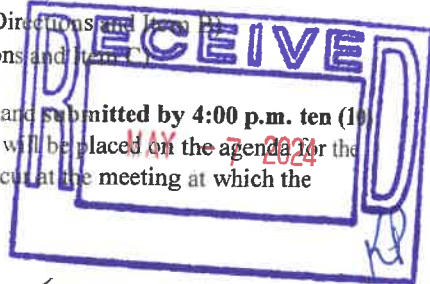 Directions and Item B)
ons and Item C)
RECEIVED
and submitted by 4:00 p.m. ten (10)
will be placed on the agenda for the
MAY - 7 2024
cur at the meeting at which the